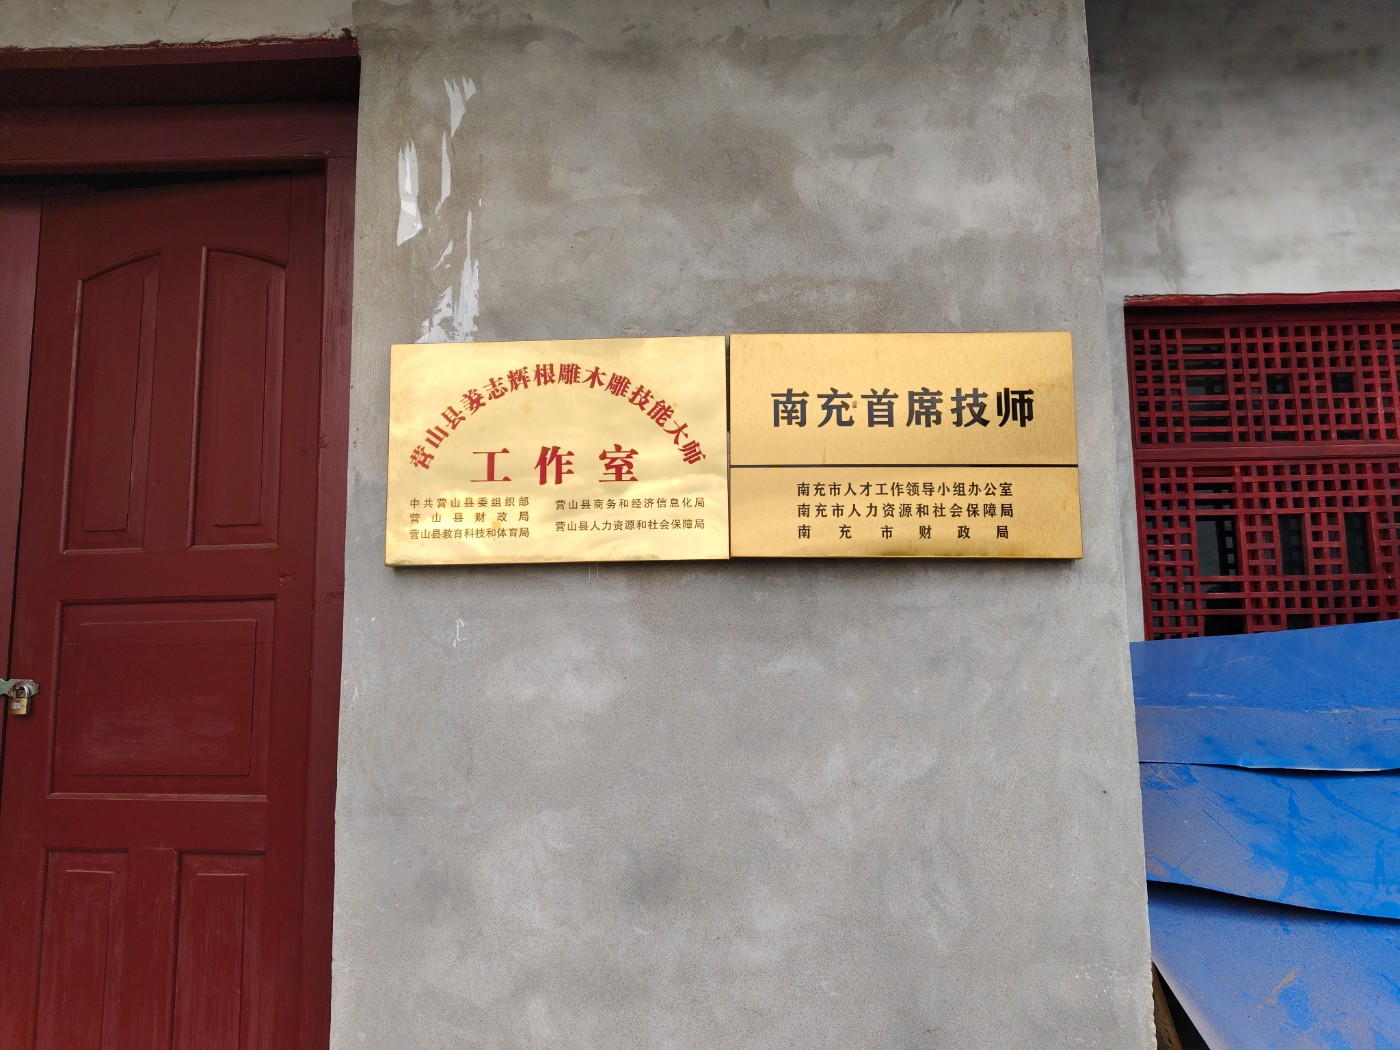 营山县姜志辉根雕木雕技能大师
工作室
中共营山县委组织部
营山县财政局
营山县教育科技和体育局
营山县商务和经济信息化局
营山县人力资源和社会保障局
南充首席技师
南充市人才工作领导小组办公室
南充市人力资源和社会保障局
南充市财政局